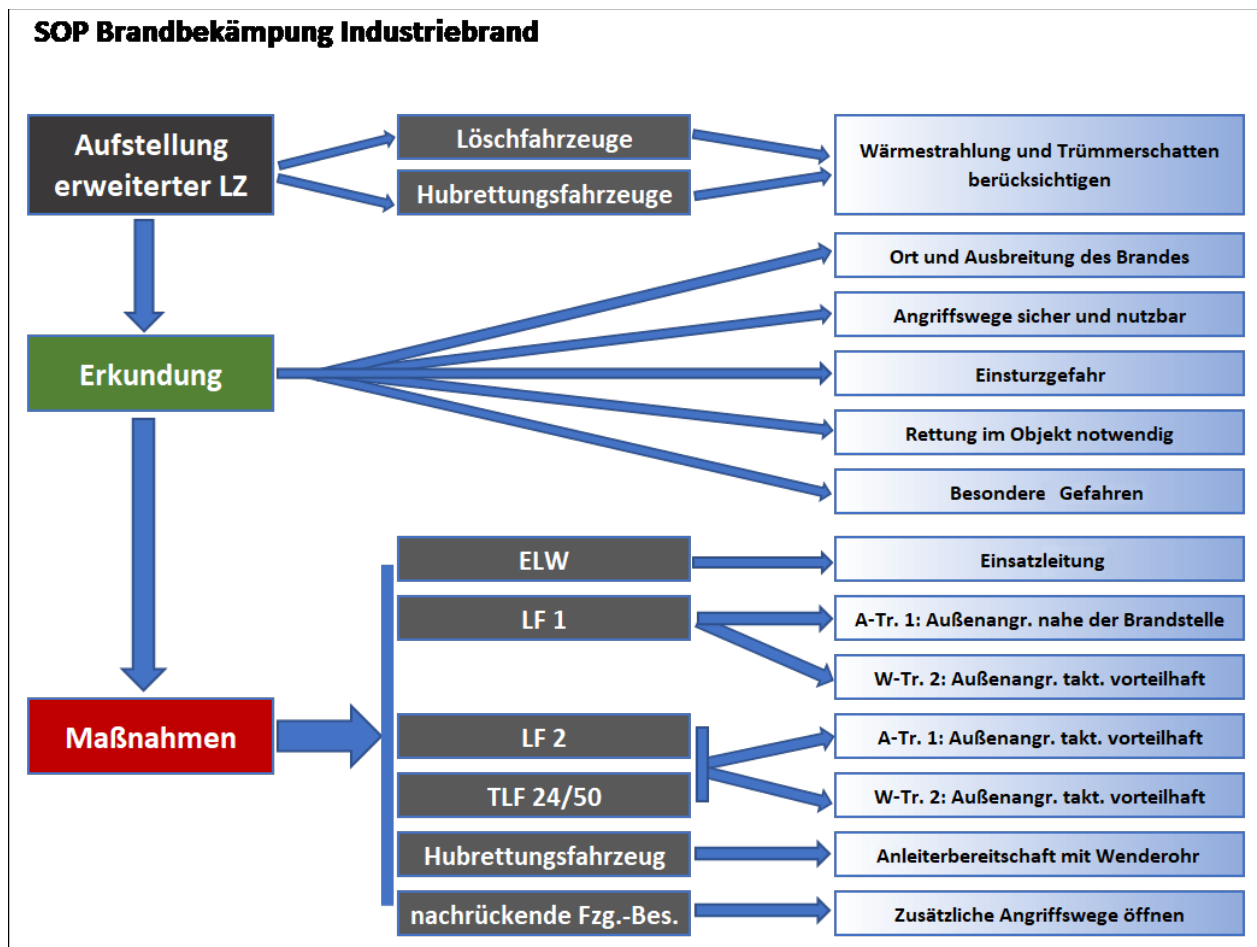 SOP Brandbekämpung Industriebrand
Aufstellung
erweiterter LZ
Löschfahrzeuge
Hubrettungsfahrzeuge
Wärmestrahlung und Trümmerschatten
berücksichtigen
Erkundung
Ort und Ausbreitung des Brandes
Angriffswege sicher und nutzbar
Einsturzgefahr
Rettung im Objekt notwendig
Besondere Gefahren
Maßnahmen
ELW
Einsatzleitung
LF 1
A-Tr. 1: Außenangr. nahe der Brandstelle
W-Tr. 2: Außenangr. takt. vorteilhaft
LF 2
A-Tr. 1: Außenangr. takt. vorteilhaft
TLF 24/50
W-Tr. 2: Außenangr. takt. vorteilhaft
Hubrettungsfahrzeug
Anleiterbereitschaft mit Wenderohr
nachrückende Fzg.-Bes.
Zusätzliche Angriffswege öffnen